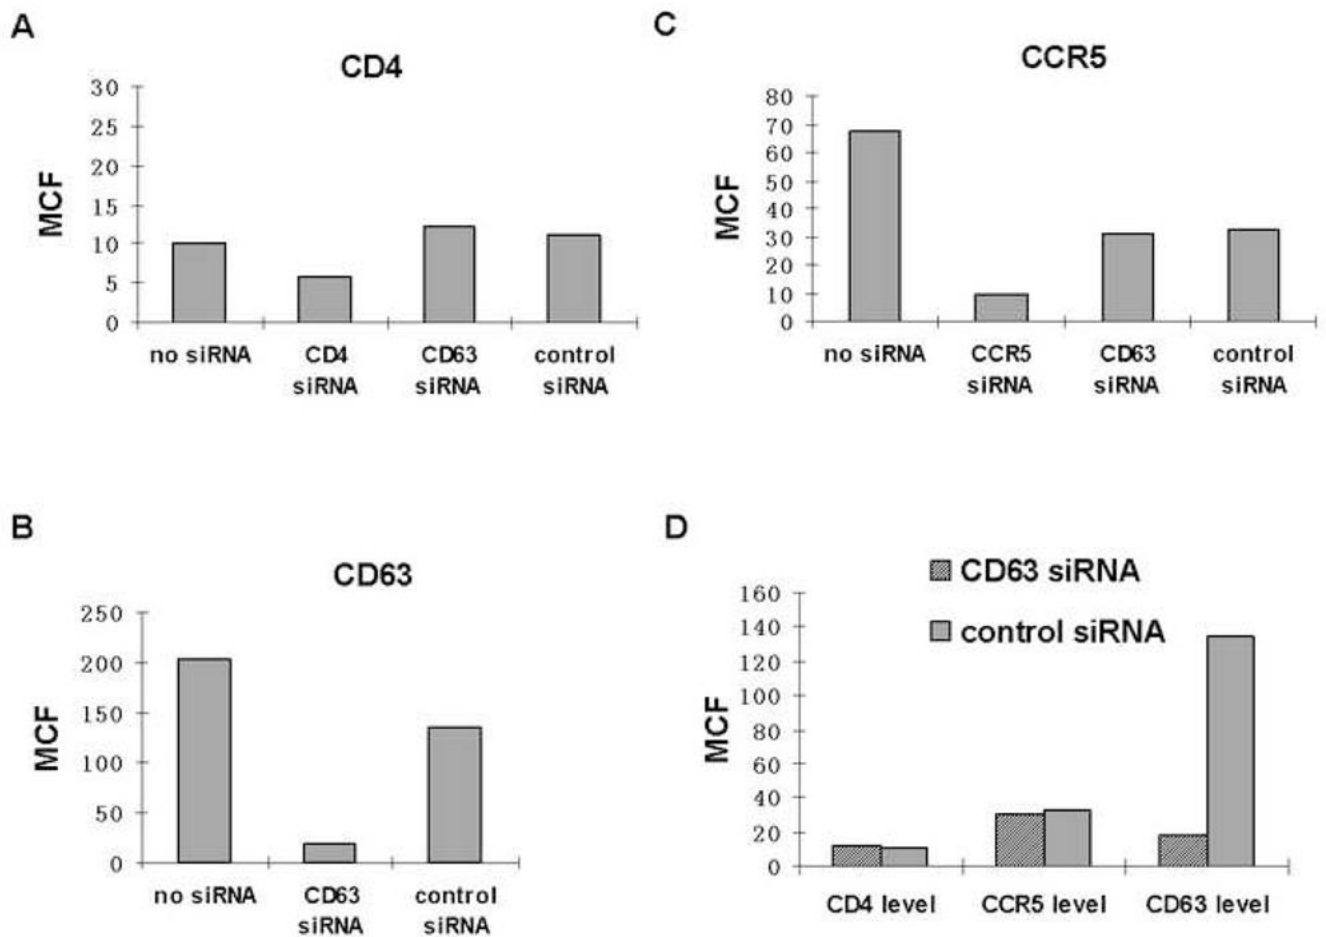 A
CD4
MCF
30
25
20
15
10
5
0
no siRNA
CD4
siRNA
CD63
siRNA
control
siRNA
C
CCR5
MCF
80
70
60
50
40
30
20
10
0
no siRNA
CCR5
siRNA
CD63
siRNA
control
siRNA
B
CD63
MCF
250
200
150
100
50
0
no siRNA
CD63
siRNA
control
siRNA
D
CD63 siRNA
control siRNA
MCF
160
140
120
100
80
60
40
20
0
CD4 level
CCR5 level
CD63 level